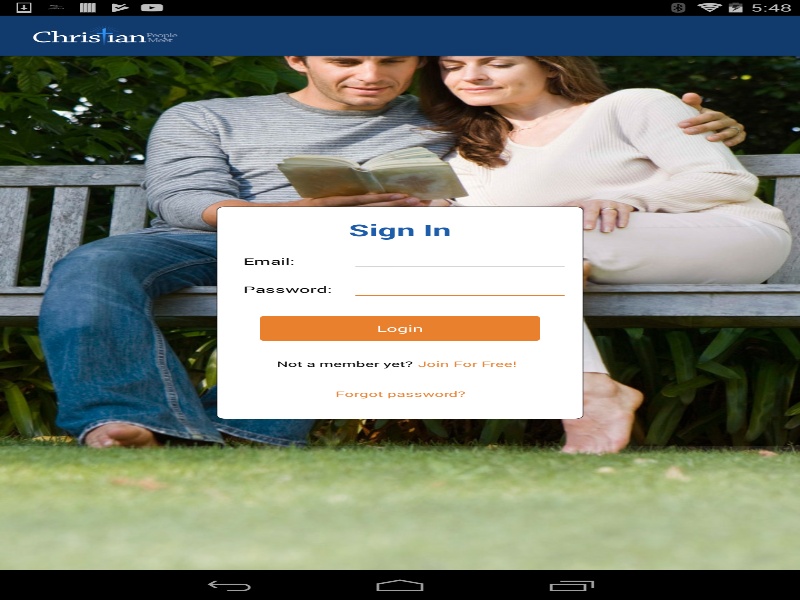 5:48
Christian People Meet
Sign In
Email:
Password:
Login
Not a member yet? Join For Free!
Forgot password?